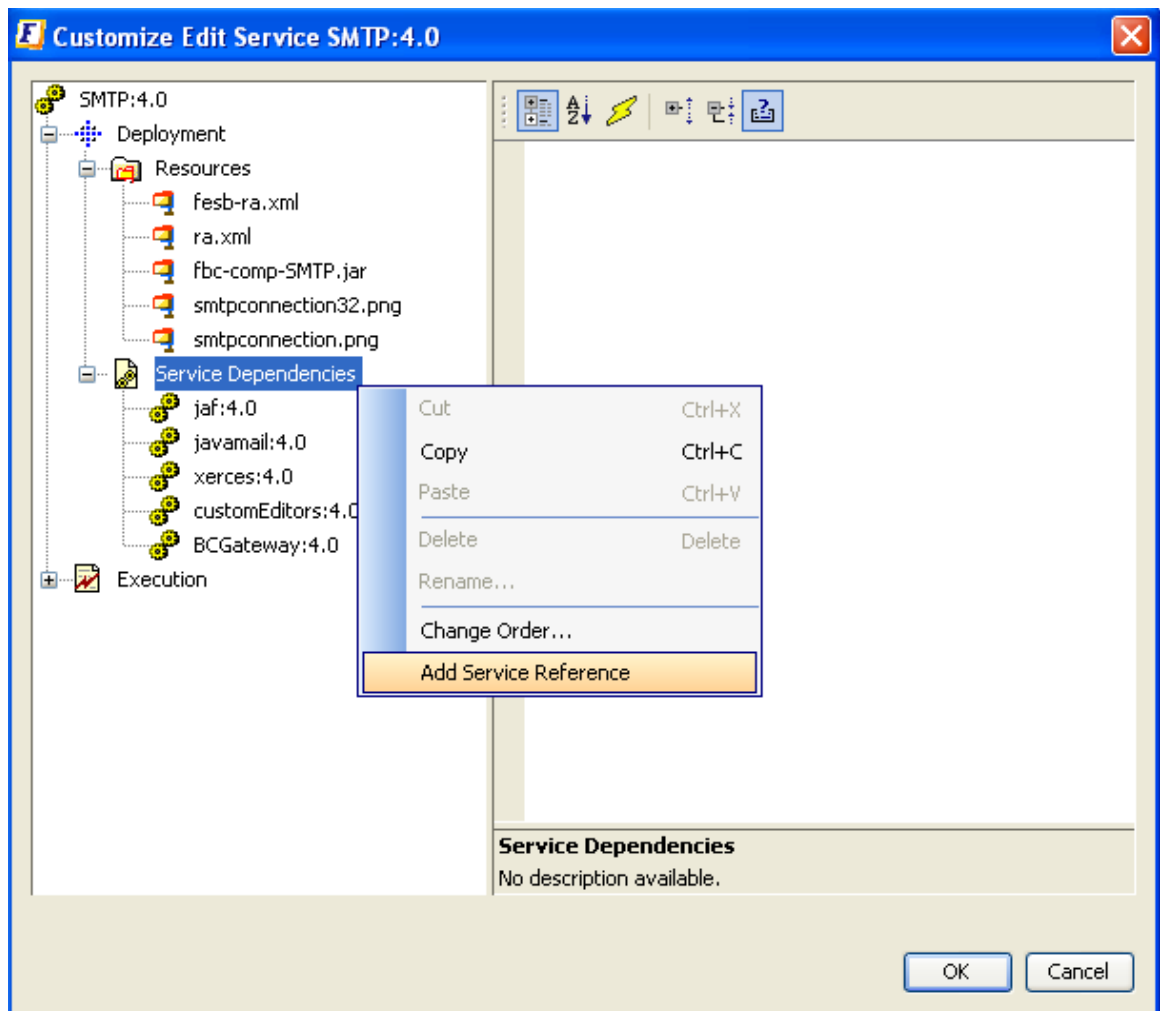 Customize Edit Service SMTP:4.0
SMTP:4.0
Deployment
Resources
fesb-ra.xml
ra.xml
fbc-comp-SMTP.jar
smtpconnection32.png
smtpconnection.png
Service Dependencies
jaf:4.0
javamail:4.0
xerces:4.0
customEditors:4.0
BCGateway:4.0
Execution
Cut Ctrl+X
Copy Ctrl+C
Paste Ctrl+V
Delete Delete
Rename...
Change Order...
Add Service Reference
Service Dependencies
No description available.
OK Cancel